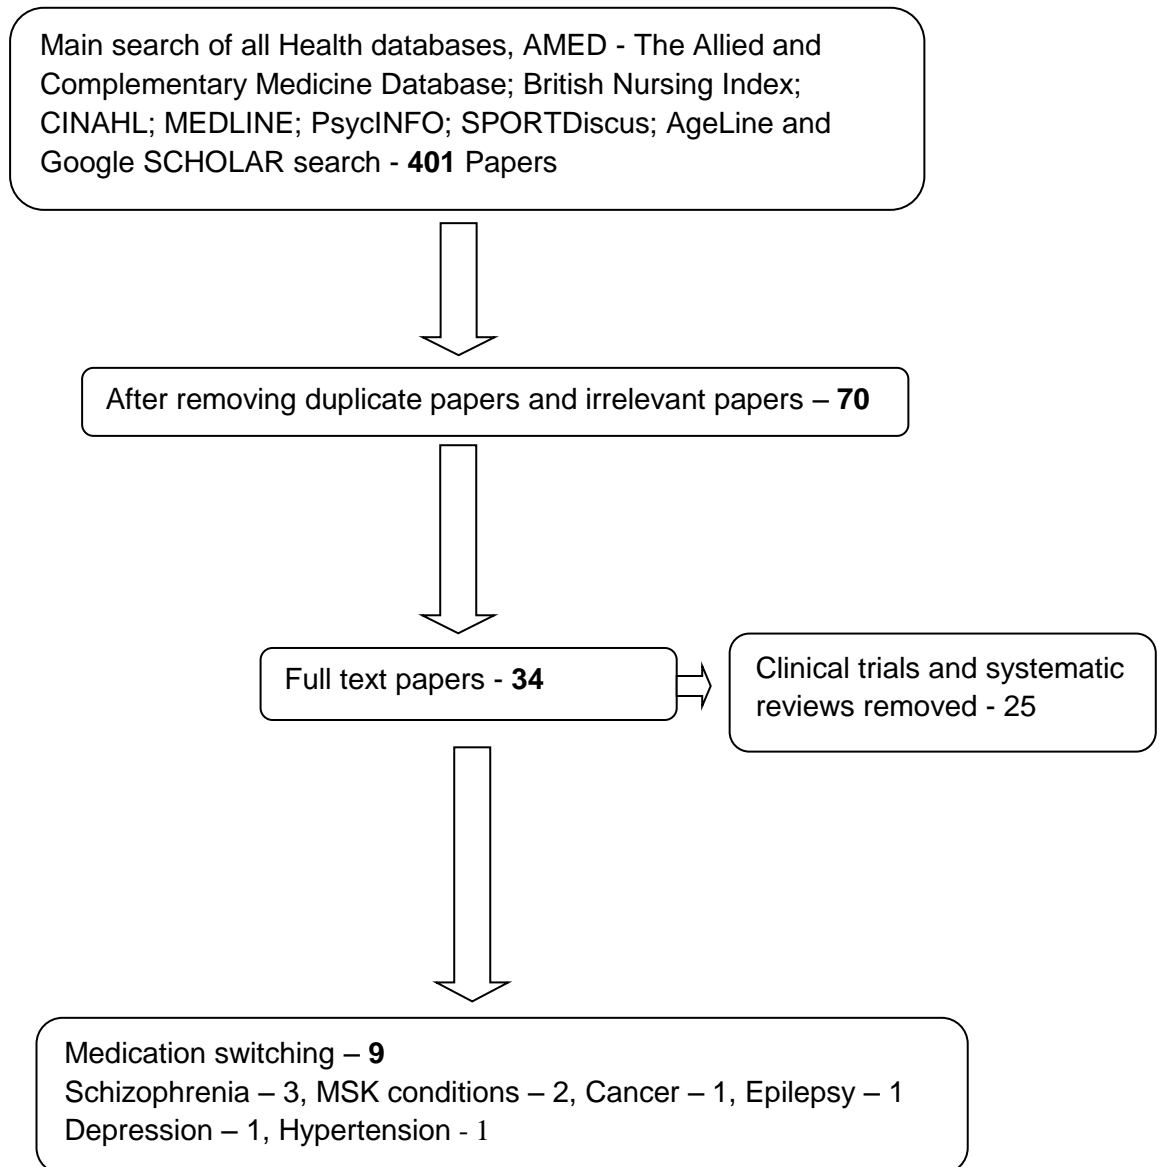 Main search of all Health databases, AMED - The Allied and
Complementary Medicine Database; British Nursing Index;
CINAHL; MEDLINE; PsycINFO; SPORTDiscus; AgeLine and
Google SCHOLAR search - 401 Papers
After removing duplicate papers and irrelevant papers – 70
Full text papers - 34
Clinical trials and systematic
reviews removed - 25
Medication switching – 9
Schizophrenia – 3, MSK conditions – 2, Cancer – 1, Epilepsy – 1
Depression – 1, Hypertension - 1